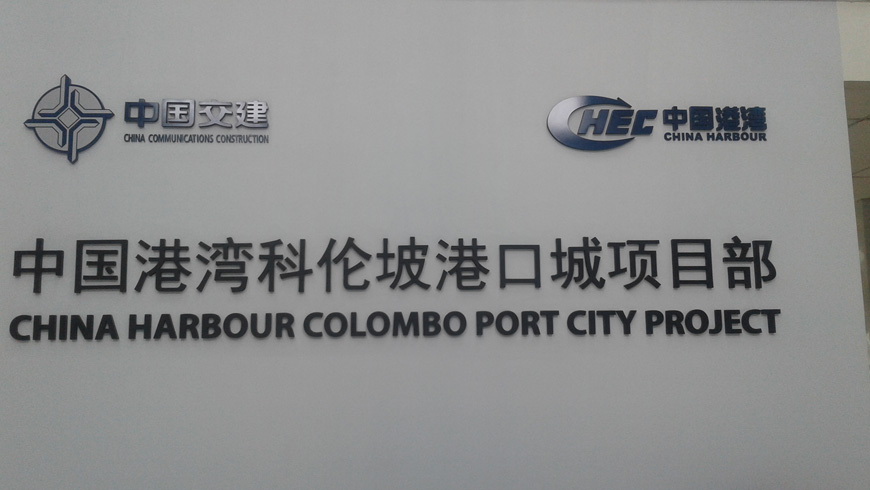 中国交建
CHINA COMMUNICATIONS CONSTRUCTION
CHEC 中国港湾
CHINA HARBOUR
中国港湾科伦坡港口城项目部
CHINA HARBOUR COLOMBO PORT CITY PROJECT